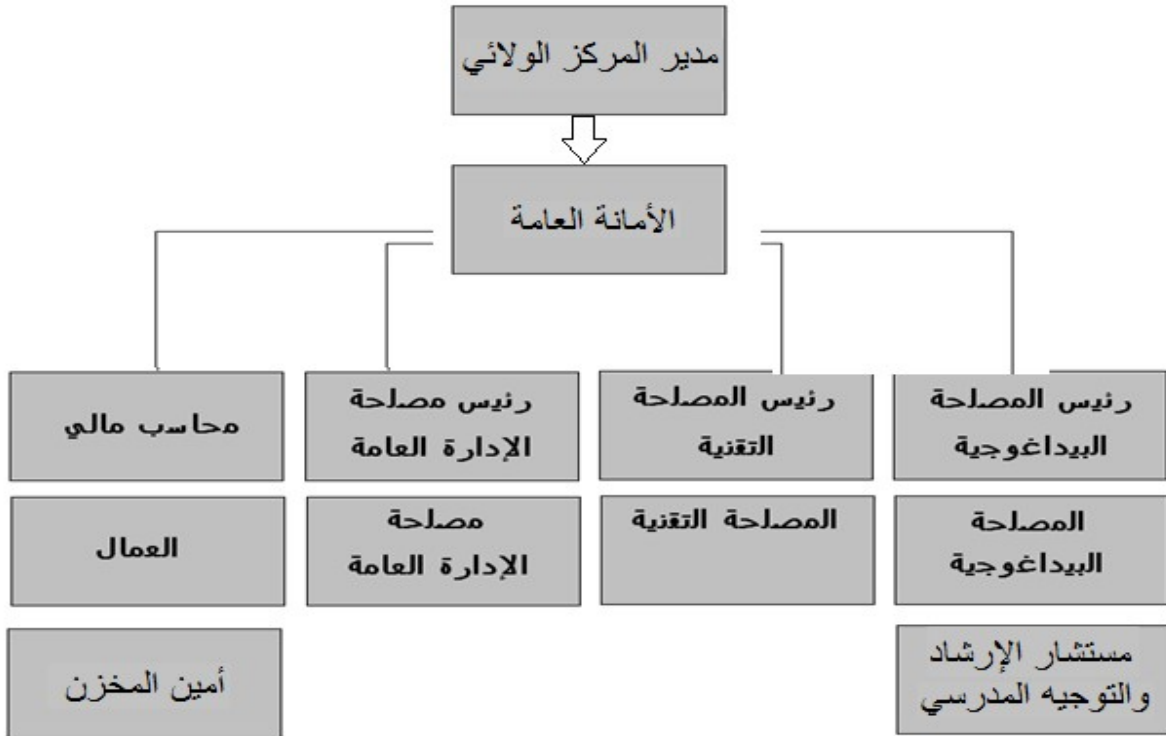 مدير المركز الولائي
الأمانة العامة
رئيس المصلحة
البيداغوجية
رئيس المصلحة
التقنية
رئيس مصلحة
الإدارة العامة
محاسب مالي
المصلحة
البيداغوجية
المصلحة التقنية
مصلحة
الإدارة العامة
العمال
مستشار الإرشاد
والتوجيه المدرسي
أمين المخزن